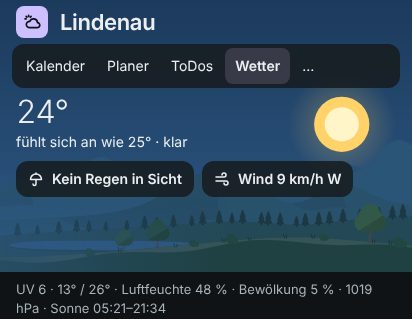 Lindenau
Kalender Planer ToDos Wetter ...
24°
fühlt sich an wie 25° · klar
Kein Regen in Sicht Wind 9 km/h W
UV 6 · 13° / 26° · Luftfeuchte 48 % · Bewölkung 5 % · 1019
hPa · Sonne 05:21–21:34